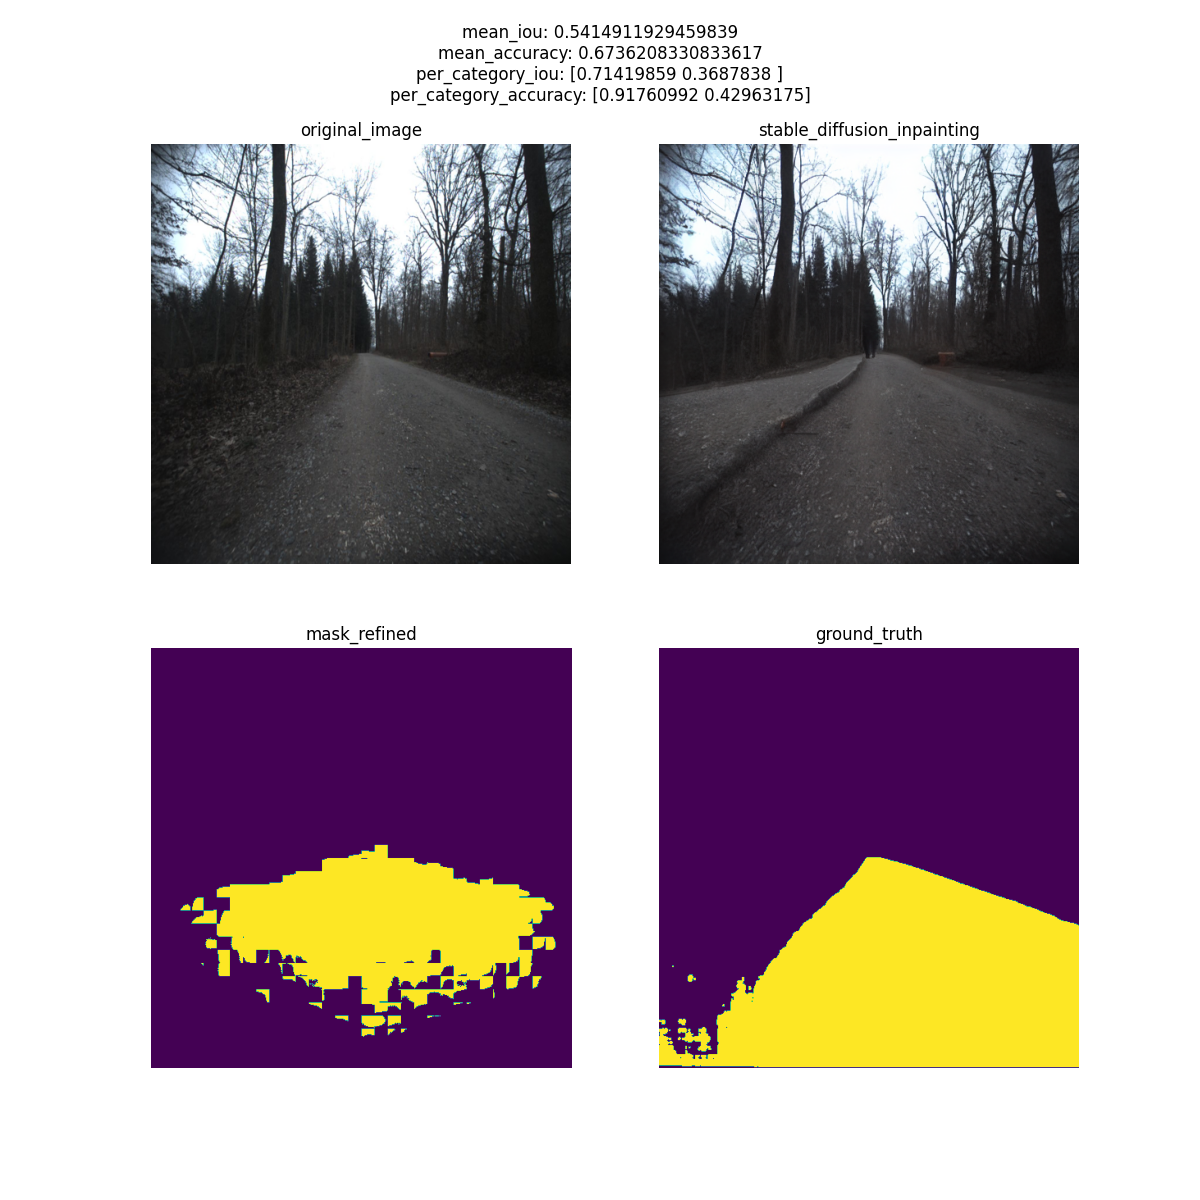 mean_iou: 0.5414911929459839
mean_accuracy: 0.6736208330833617
per_category_iou: [0.71419859 0.3687838 ]
per_category_accuracy: [0.91760992 0.42963175]
original_image
stable_diffusion_inpainting
mask_refined
ground_truth